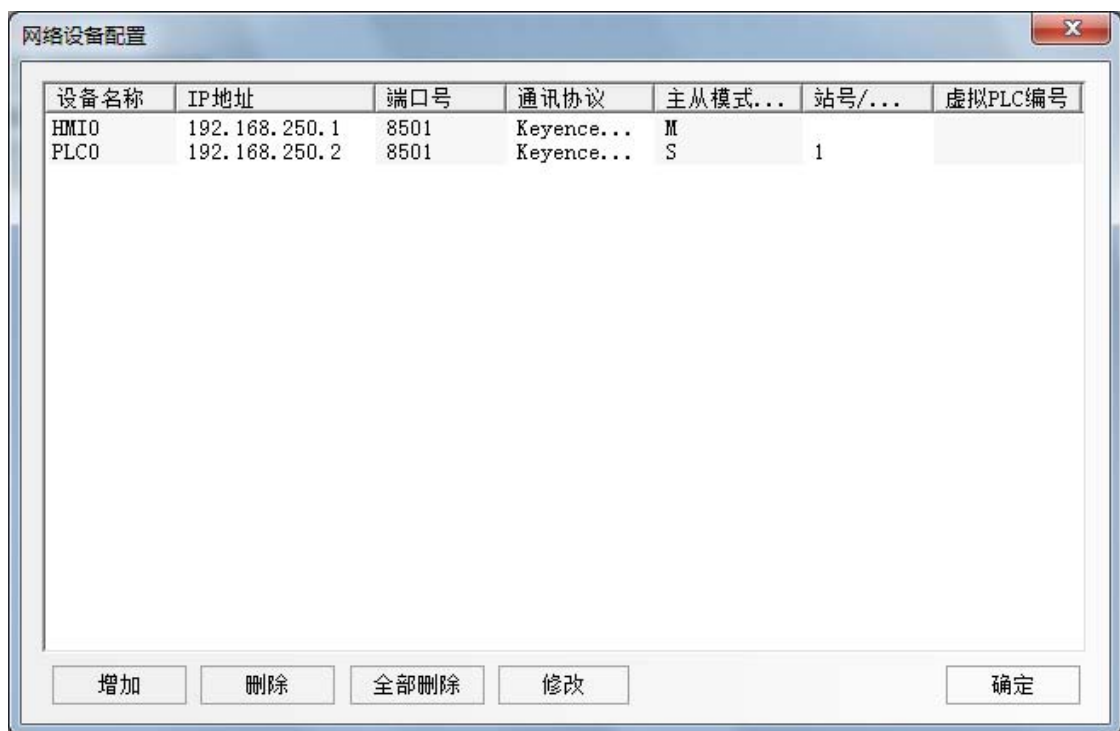 网络设备配置
设备名称 IP地址 端口号 通讯协议 主从模式... 站号/... 虚拟PLC编号
HMI0 192.168.250.1 8501 Keyence... M
PLC0 192.168.250.2 8501 Keyence... S 1
增加 删除 全部删除 修改 确定